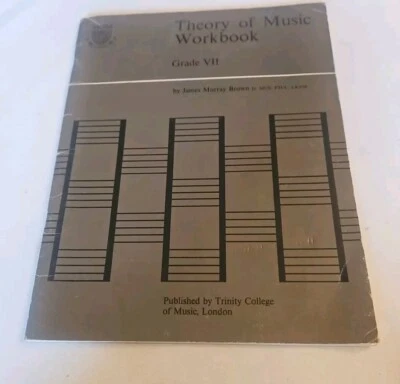 Theory of Music
Workbook
Grade VII
by James Murray Brown
Published by Trinity College
of Music, London